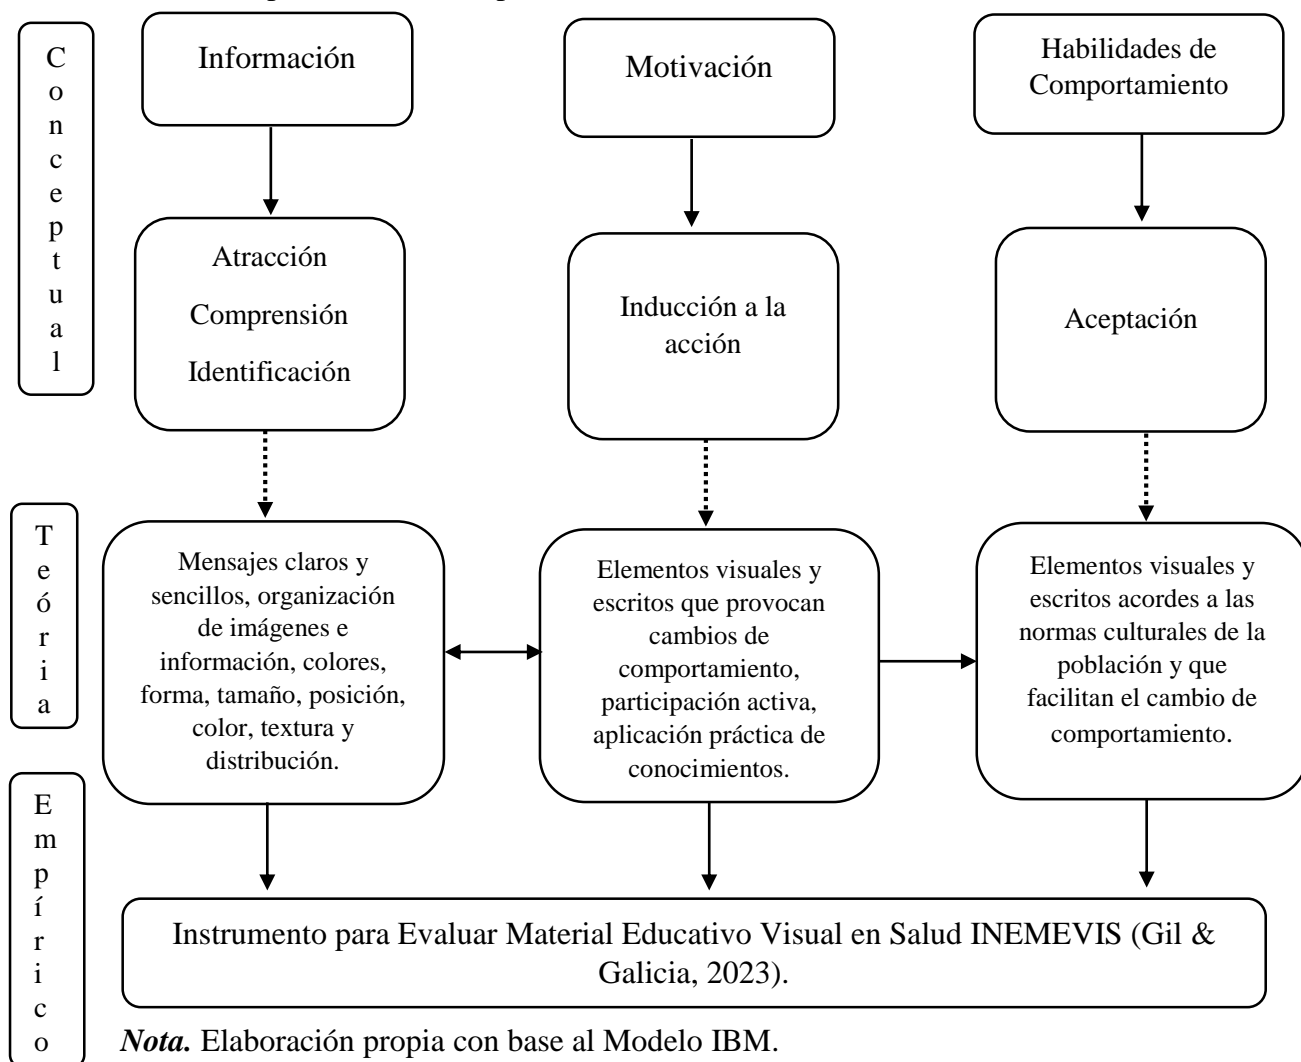 Conceptual
Información
Motivación
Habilidades de
Comportamiento
Atracción
Comprensión
Identificación
Inducción a la
acción
Aceptación
Teória
Mensajes claros y
sencillos, organización
de imágenes e
información, colores,
forma, tamaño, posición,
color, textura y
distribución.
Elementos visuales y
escritos que provocan
cambios de
comportamiento,
participación activa,
aplicación práctica de
conocimientos.
Elementos visuales y
escritos acordes a las
normas culturales de la
población y que
facilitan el cambio de
comportamiento.
Empírico
Instrumento para Evaluar Material Educativo Visual en Salud INEMEVIS (Gil &
Galicia, 2023).
Nota. Elaboración propia con base al Modelo IBM.